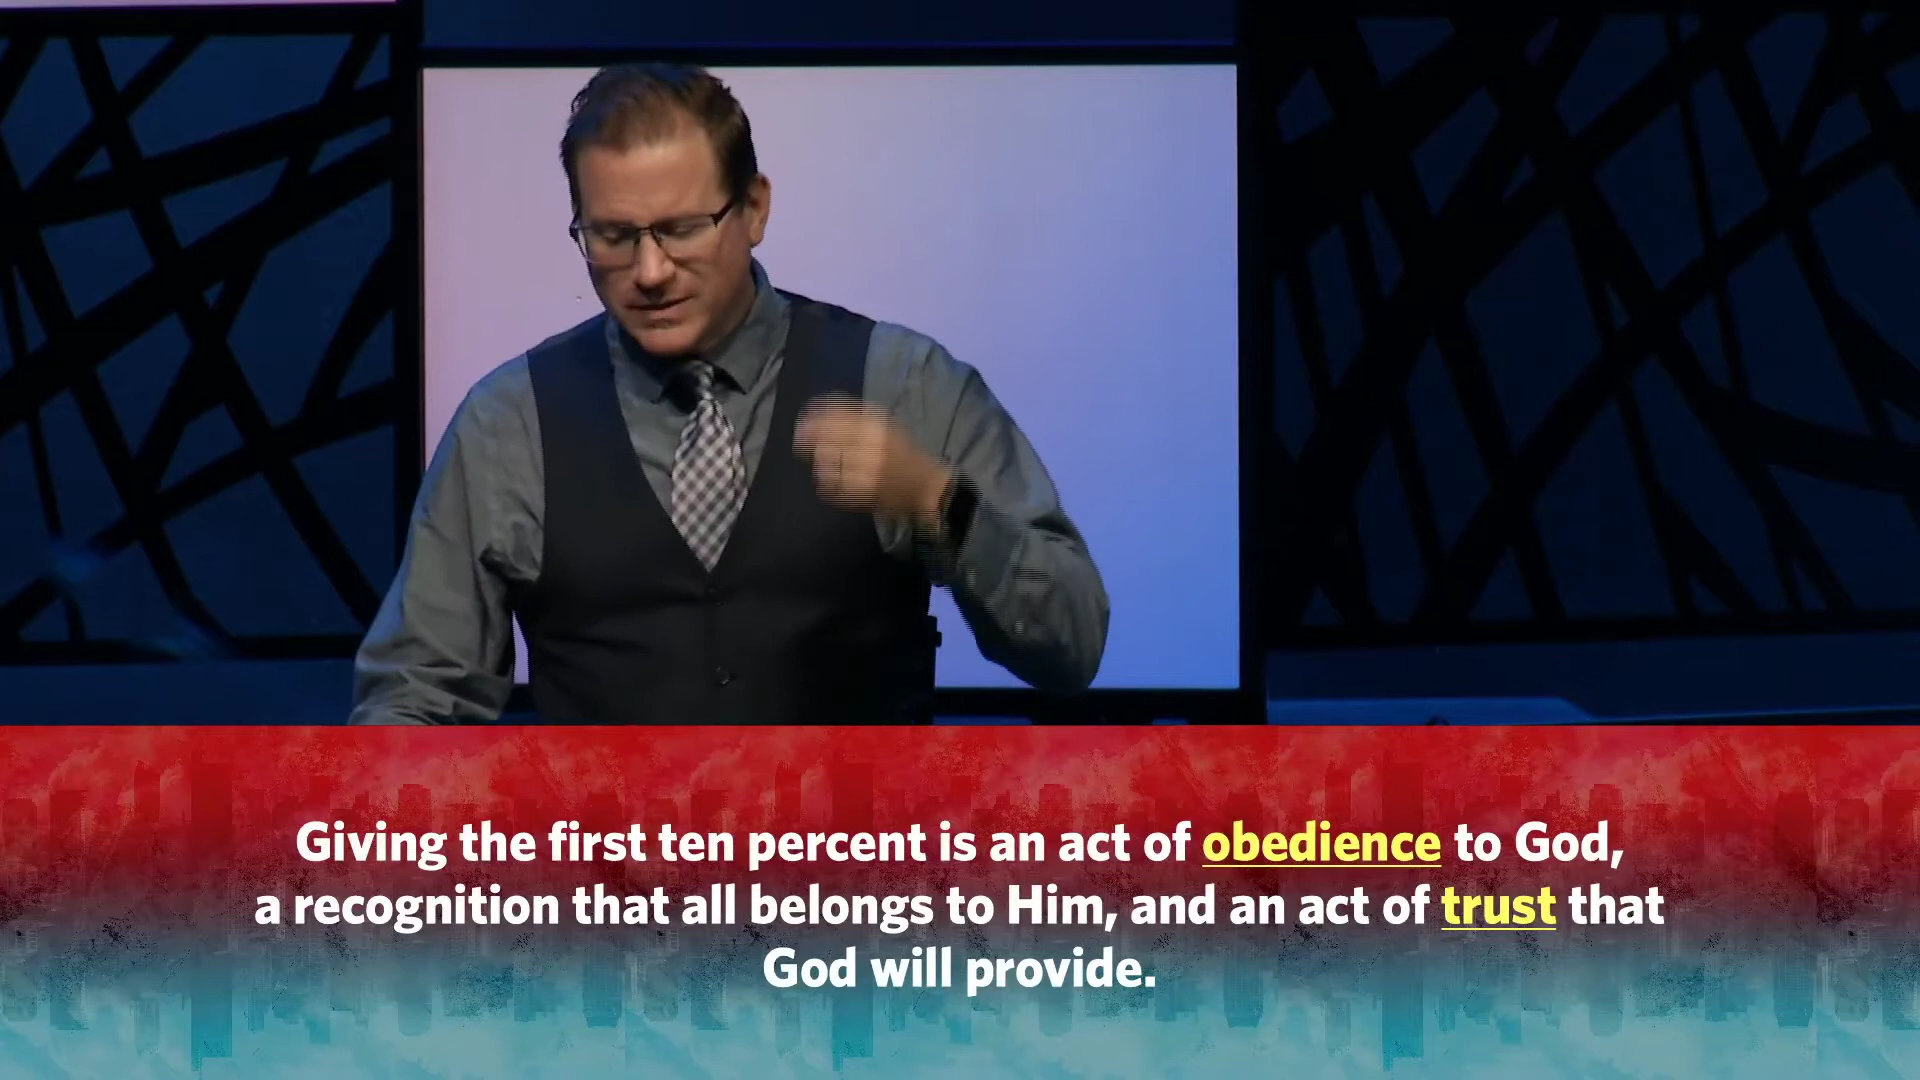 Giving the first ten percent is an act of obedience to God,
a recognition that all belongs to Him, and an act of trust that
God will provide.